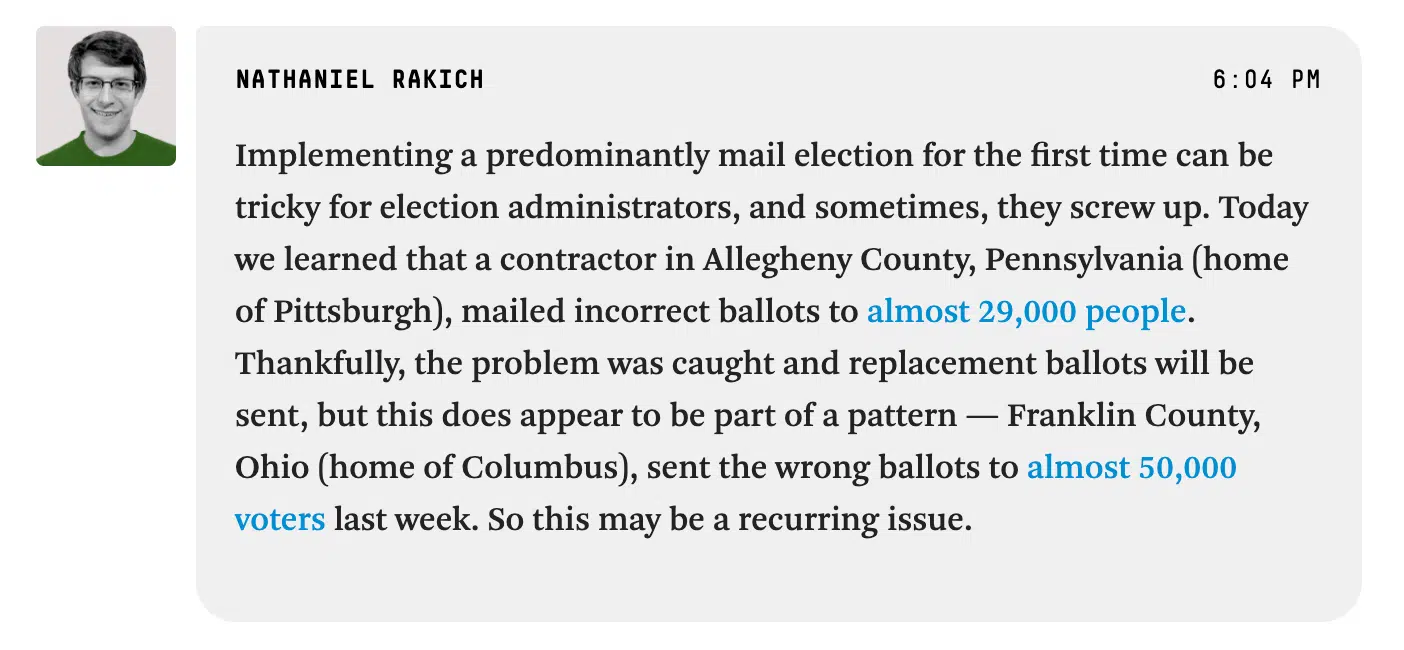 NATHANIEL RAKICH
6:04 PM
Implementing a predominantly mail election for the first time can be
tricky for election administrators, and sometimes, they screw up. Today
we learned that a contractor in Allegheny County, Pennsylvania (home
of Pittsburgh), mailed incorrect ballots to almost 29,000 people.
Thankfully, the problem was caught and replacement ballots will be
sent, but this does appear to be part of a pattern — Franklin County,
Ohio (home of Columbus), sent the wrong ballots to almost 50,000
voters last week. So this may be a recurring issue.